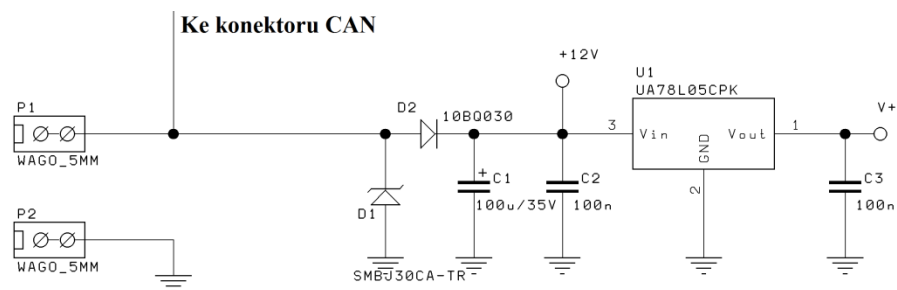 Ke konektoru CAN
+12V
U1
UA78L05CPK
P1
D2
10BQ030
V+
3
Vin
Vout
1
WAGO_5MM
GND
+
C1
C2
C3
P2
D1
100u/35V
100n
2
100n
WAGO_5MM
SMBJ30CA-TR